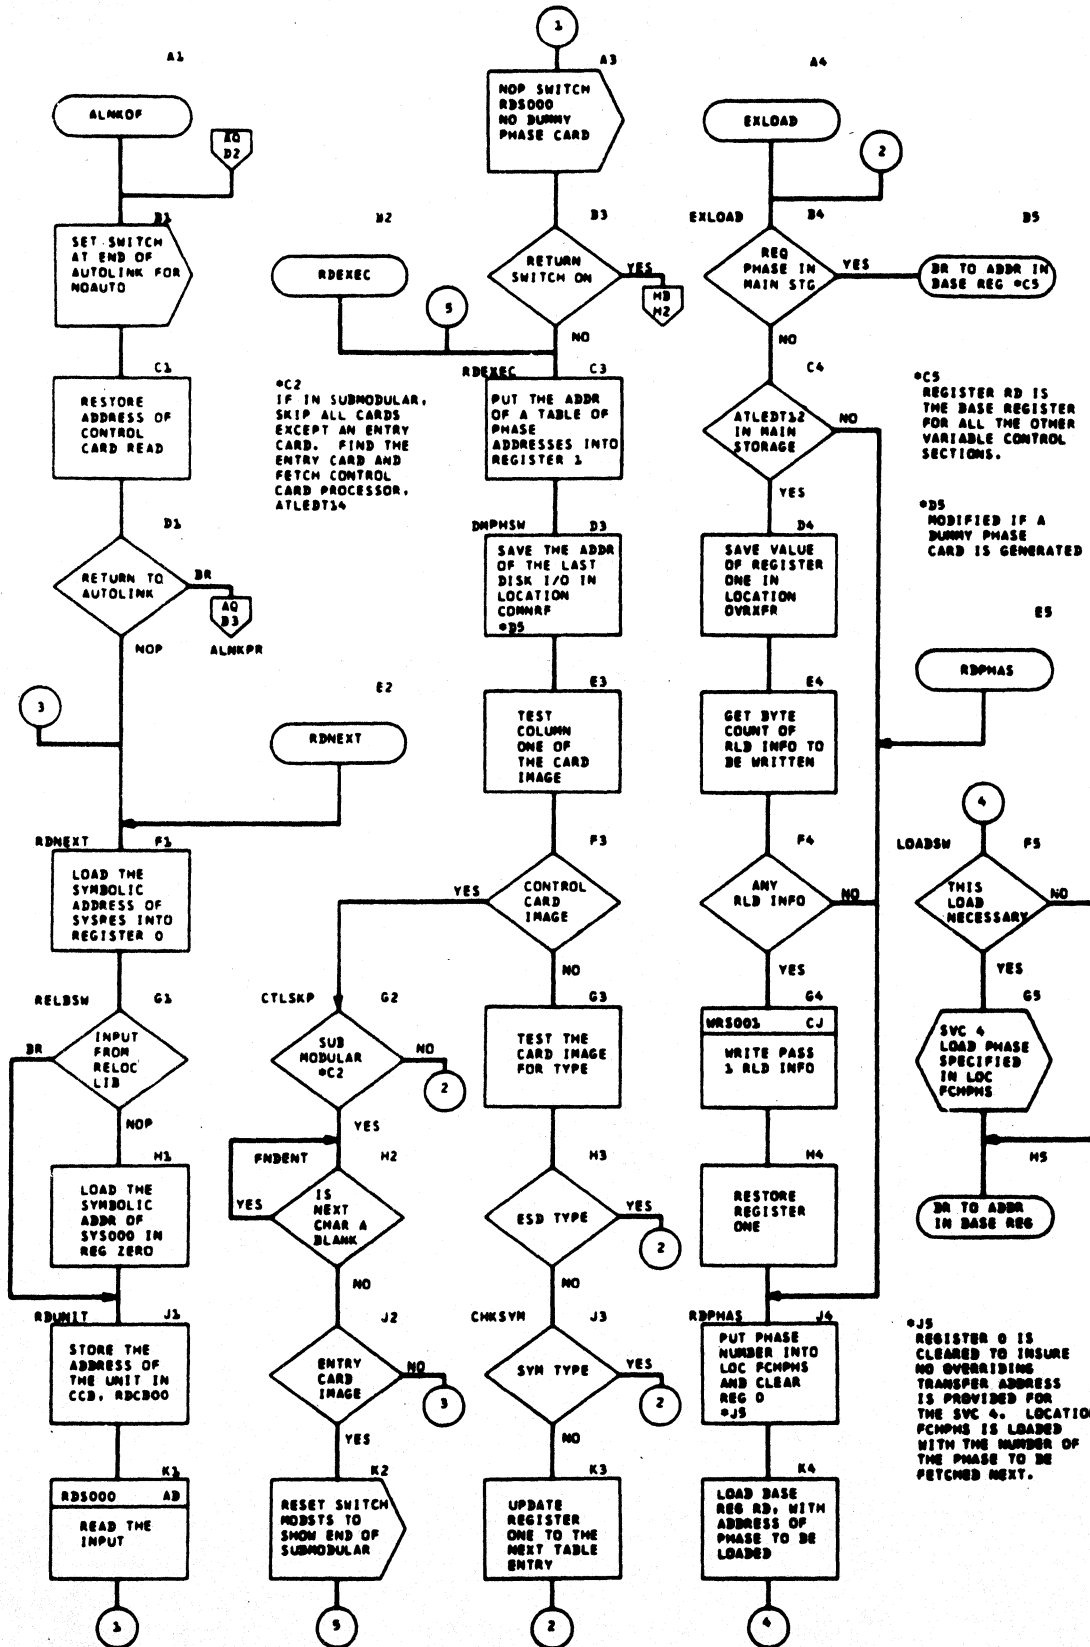 A1
ALNKOF
AQ
D2
B1
SET SWITCH
AT END OF
AUTOLINK FOR
NOAUTO
C1
RESTORE
ADDRESS OF
CONTROL
CARD READ
D1
RETURN TO
AUTOLINK
BR
AQ
B3
ALNKPR
NOP
3
E2
RDNEXT
RDNEXT
F1
LOAD THE
SYMBOLIC
ADDRESS OF
SYSRES INTO
REGISTER 0
RELBSW
G1
BR
INPUT
FROM
RELOC
LIB
NOP
H1
LOAD THE
SYMBOLIC
ADDR OF
SYS000 IN
REG ZERO
RDUNIT
J1
STORE THE
ADDRESS OF
THE UNIT IN
CCB, RDCB00
K1
RDS000 AD
READ THE
INPUT
1
B2
RDEXEC
5
*C2
IF IN SUBMODULAR,
SKIP ALL CARDS
EXCEPT AN ENTRY
CARD. FIND THE
ENTRY CARD AND
FETCH CONTROL
CARD PROCESSOR,
ATLEDT14
CTLSKP
G2
SUB
MODULAR
*C2
NO
2
YES
FNDENT
H2
YES
IS
NEXT
CHAR A
BLANK
NO
J2
ENTRY
CARD
IMAGE
NO
3
YES
K2
RESET SWITCH
MODSTS TO
SHOW END OF
SUBMODULAR
5
1
A3
NOP SWITCH
RDS000
NO DUMMY
PHASE CARD
B3
RETURN
SWITCH ON
YES
HB
H2
NO
RDEXEC
C3
PUT THE ADDR
OF A TABLE OF
PHASE
ADDRESSES INTO
REGISTER 1
DMPHSW
D3
SAVE THE ADDR
OF THE LAST
DISK I/O IN
LOCATION
COMNRF
*D5
E3
TEST
COLUMN
ONE OF
THE CARD
IMAGE
F3
YES
CONTROL
CARD
IMAGE
NO
G3
TEST THE
CARD IMAGE
FOR TYPE
H3
ESD TYPE
YES
2
NO
CHKSYM
J3
SYM TYPE
YES
2
NO
K3
UPDATE
REGISTER
ONE TO THE
NEXT TABLE
ENTRY
2
A4
EXLOAD
2
EXLOAD
B4
REQ
PHASE IN
MAIN STG
YES
B5
BR TO ADDR IN
BASE REG *C5
NO
C4
ATLEDT12
IN MAIN
STORAGE
NO
YES
D4
SAVE VALUE
OF REGISTER
ONE IN
LOCATION
OVRXFR
E4
GET BYTE
COUNT OF
RLD INFO TO
BE WRITTEN
F4
ANY
RLD INFO
NO
YES
G4
WRS001 CJ
WRITE PASS
1 RLD INFO
H4
RESTORE
REGISTER
ONE
RDPHAS
J4
PUT PHASE
NUMBER INTO
LOC FCHPHS
AND CLEAR
REG 0
*J5
K4
LOAD BASE
REG RD, WITH
ADDRESS OF
PHASE TO BE
LOADED
4
*C5
REGISTER RD IS
THE BASE REGISTER
FOR ALL THE OTHER
VARIABLE CONTROL
SECTIONS.
*D5
MODIFIED IF A
DUMMY PHASE
CARD IS GENERATED
E5
RDPHAS
4
LOADSW
F5
THIS
LOAD
NECESSARY
NO
YES
G5
SVC 4
LOAD PHASE
SPECIFIED
IN LOC
FCHPHS
H5
BR TO ADDR
IN BASE REG
*J5
REGISTER 0 IS
CLEARED TO INSURE
NO OVERRIDING
TRANSFER ADDRESS
IS PROVIDED FOR
THE SVC 4. LOCATION
FCHPHS IS LOADED
WITH THE NUMBER OF
THE PHASE TO BE
FETCHED NEXT.